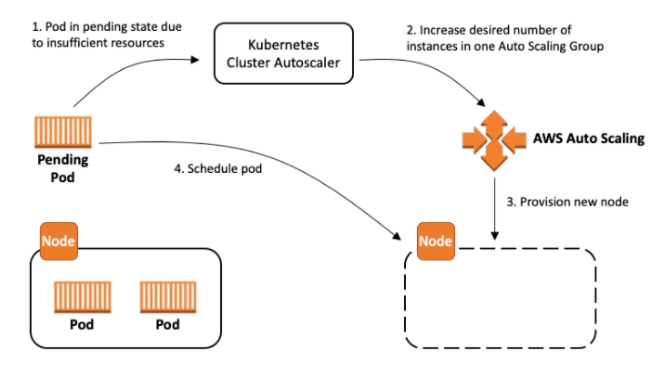 1. Pod in pending state due
to insufficient resources
Kubernetes
Cluster Autoscaler
2. Increase desired number of
instances in one Auto Scaling Group
Pending
Pod
AWS Auto Scaling
4. Schedule pod
3. Provision new node
Node
Pod
Pod
Node